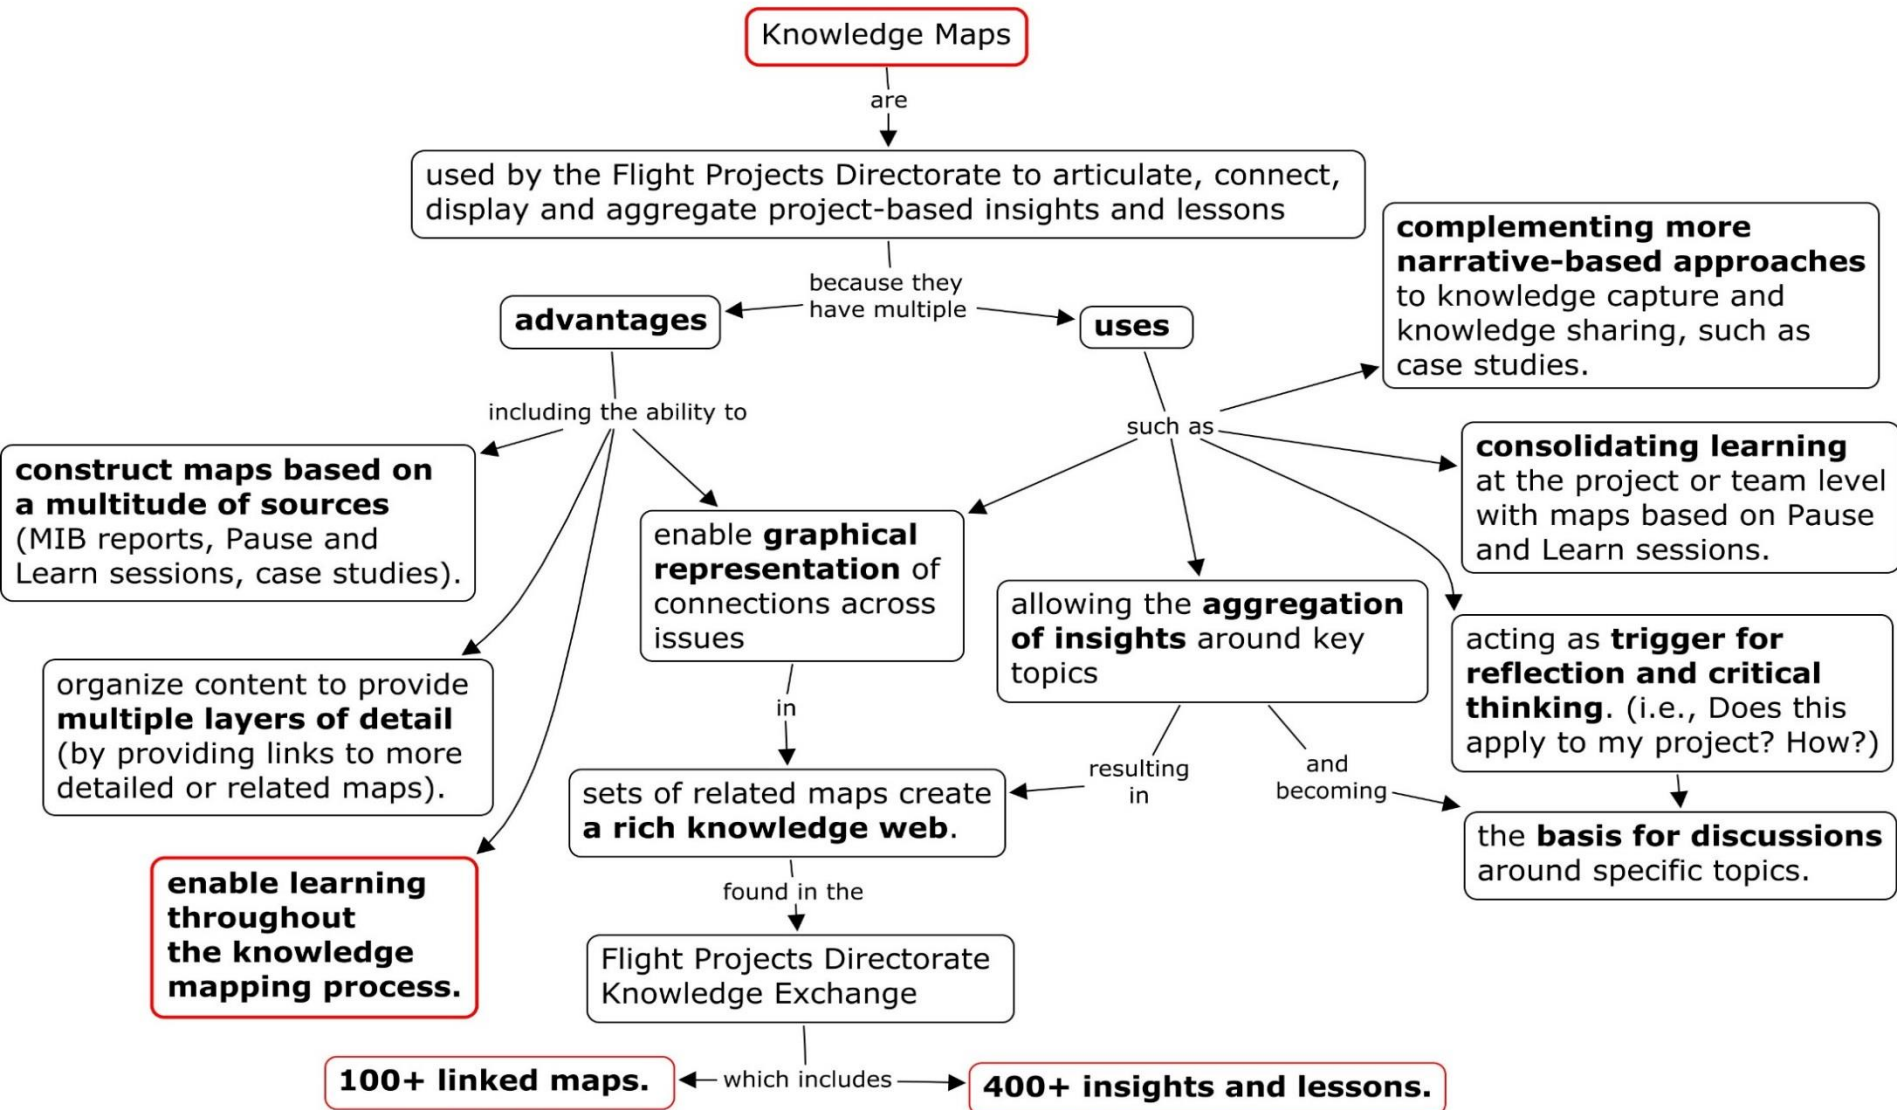 Knowledge Maps
are
used by the Flight Projects Directorate to articulate, connect,
display and aggregate project-based insights and lessons
because they
have multiple
advantages
uses
including the ability to
such as
construct maps based on
a multitude of sources
(MIB reports, Pause and
Learn sessions, case studies).
organize content to provide
multiple layers of detail
(by providing links to more
detailed or related maps).
enable learning
throughout
the knowledge
mapping process.
enable graphical
representation of
connections across
issues
in
sets of related maps create
a rich knowledge web.
found in the
Flight Projects Directorate
Knowledge Exchange
which includes
100+ linked maps.
400+ insights and lessons.
complementing more
narrative-based approaches
to knowledge capture and
knowledge sharing, such as
case studies.
consolidating learning
at the project or team level
with maps based on Pause
and Learn sessions.
allowing the aggregation
of insights around key
topics
resulting
in
and
becoming
acting as trigger for
reflection and critical
thinking. (i.e., Does this
apply to my project? How?)
the basis for discussions
around specific topics.